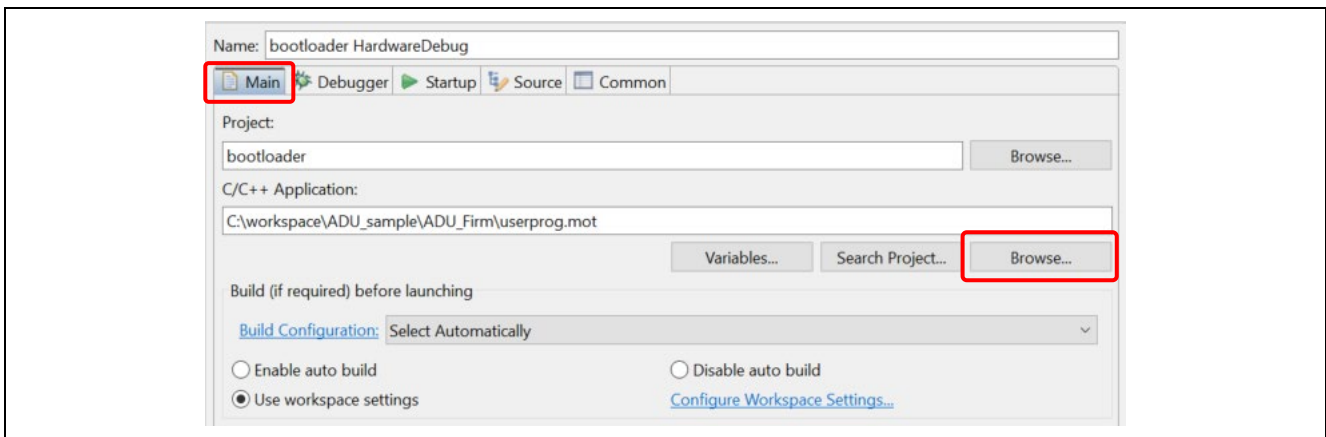 Name: bootloader HardwareDebug
Main Debugger Startup Source Common
Project:
bootloader Browse...
C/C++ Application:
C:\workspace\ADU_sample\ADU_Firm\userprog.mot
Variables... Search Project... Browse...
Build (if required) before launching
Build Configuration: Select Automatically
Enable auto build Disable auto build
Use workspace settings Configure Workspace Settings...